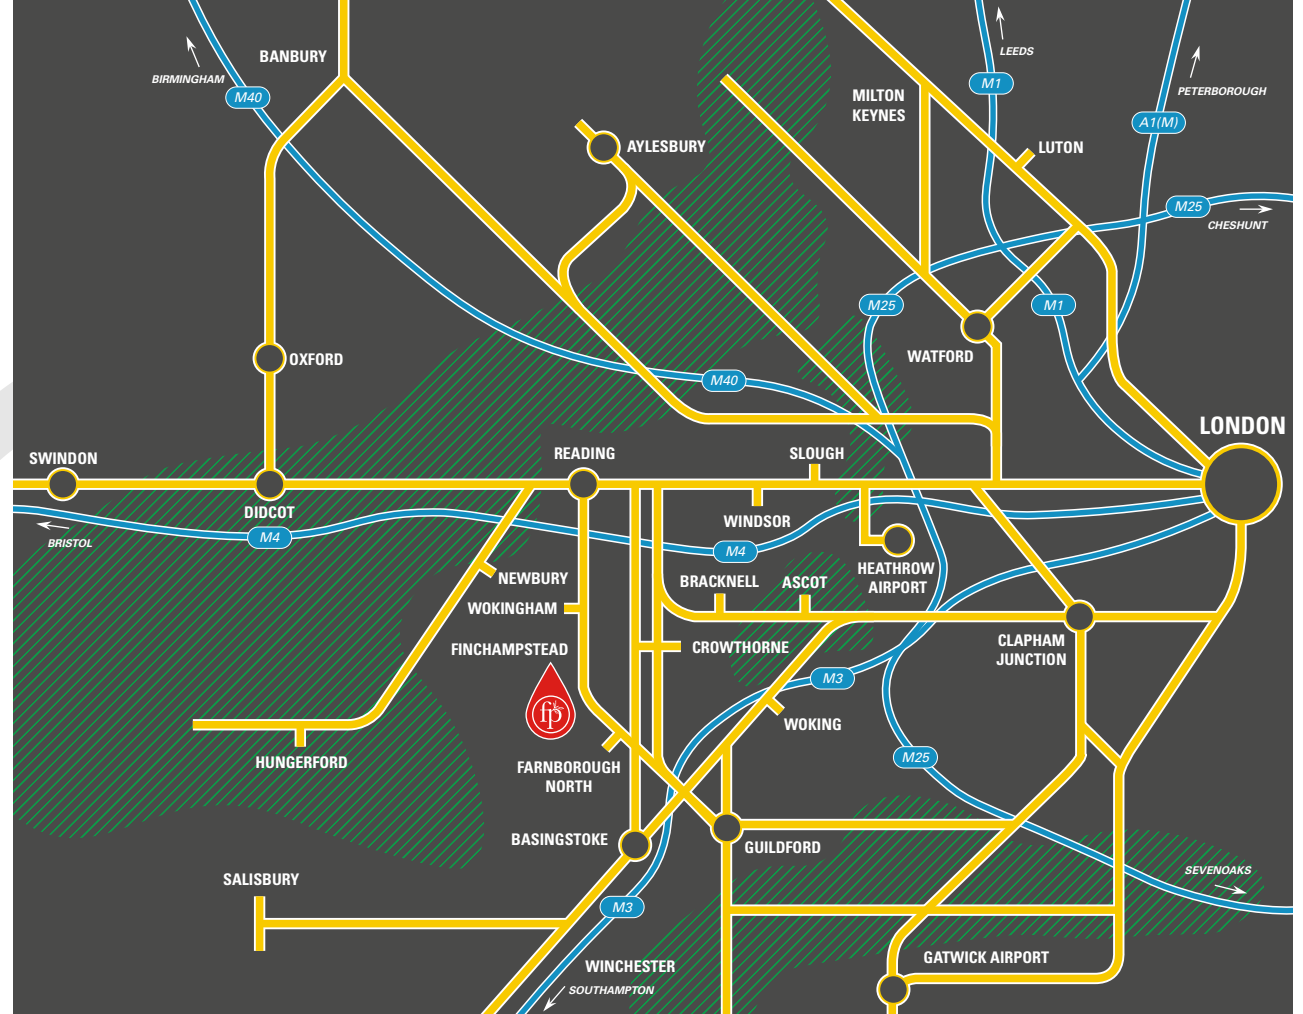 BANBURY
BIRMINGHAM
M40
AYLESBURY
MILTON
KEYNES
LEEDS
M1
PETERBOROUGH
A1(M)
LUTON
M25
CHESHUNT
M25
M1
WATFORD
OXFORD
M40
LONDON
SWINDON
READING
SLOUGH
DIDCOT
WINDSOR
BRISTOL
M4
M4
HEATHROW
AIRPORT
NEWBURY
BRACKNELL
ASCOT
WOKINGHAM
FINCHAMPSTEAD
CROWTHORNE
CLAPHAM
JUNCTION
M3
fp
WOKING
HUNGERFORD
FARNBOROUGH
NORTH
M25
BASINGSTOKE
GUILDFORD
SALISBURY
SEVENOAKS
M3
WINCHESTER
GATWICK AIRPORT
SOUTHAMPTON